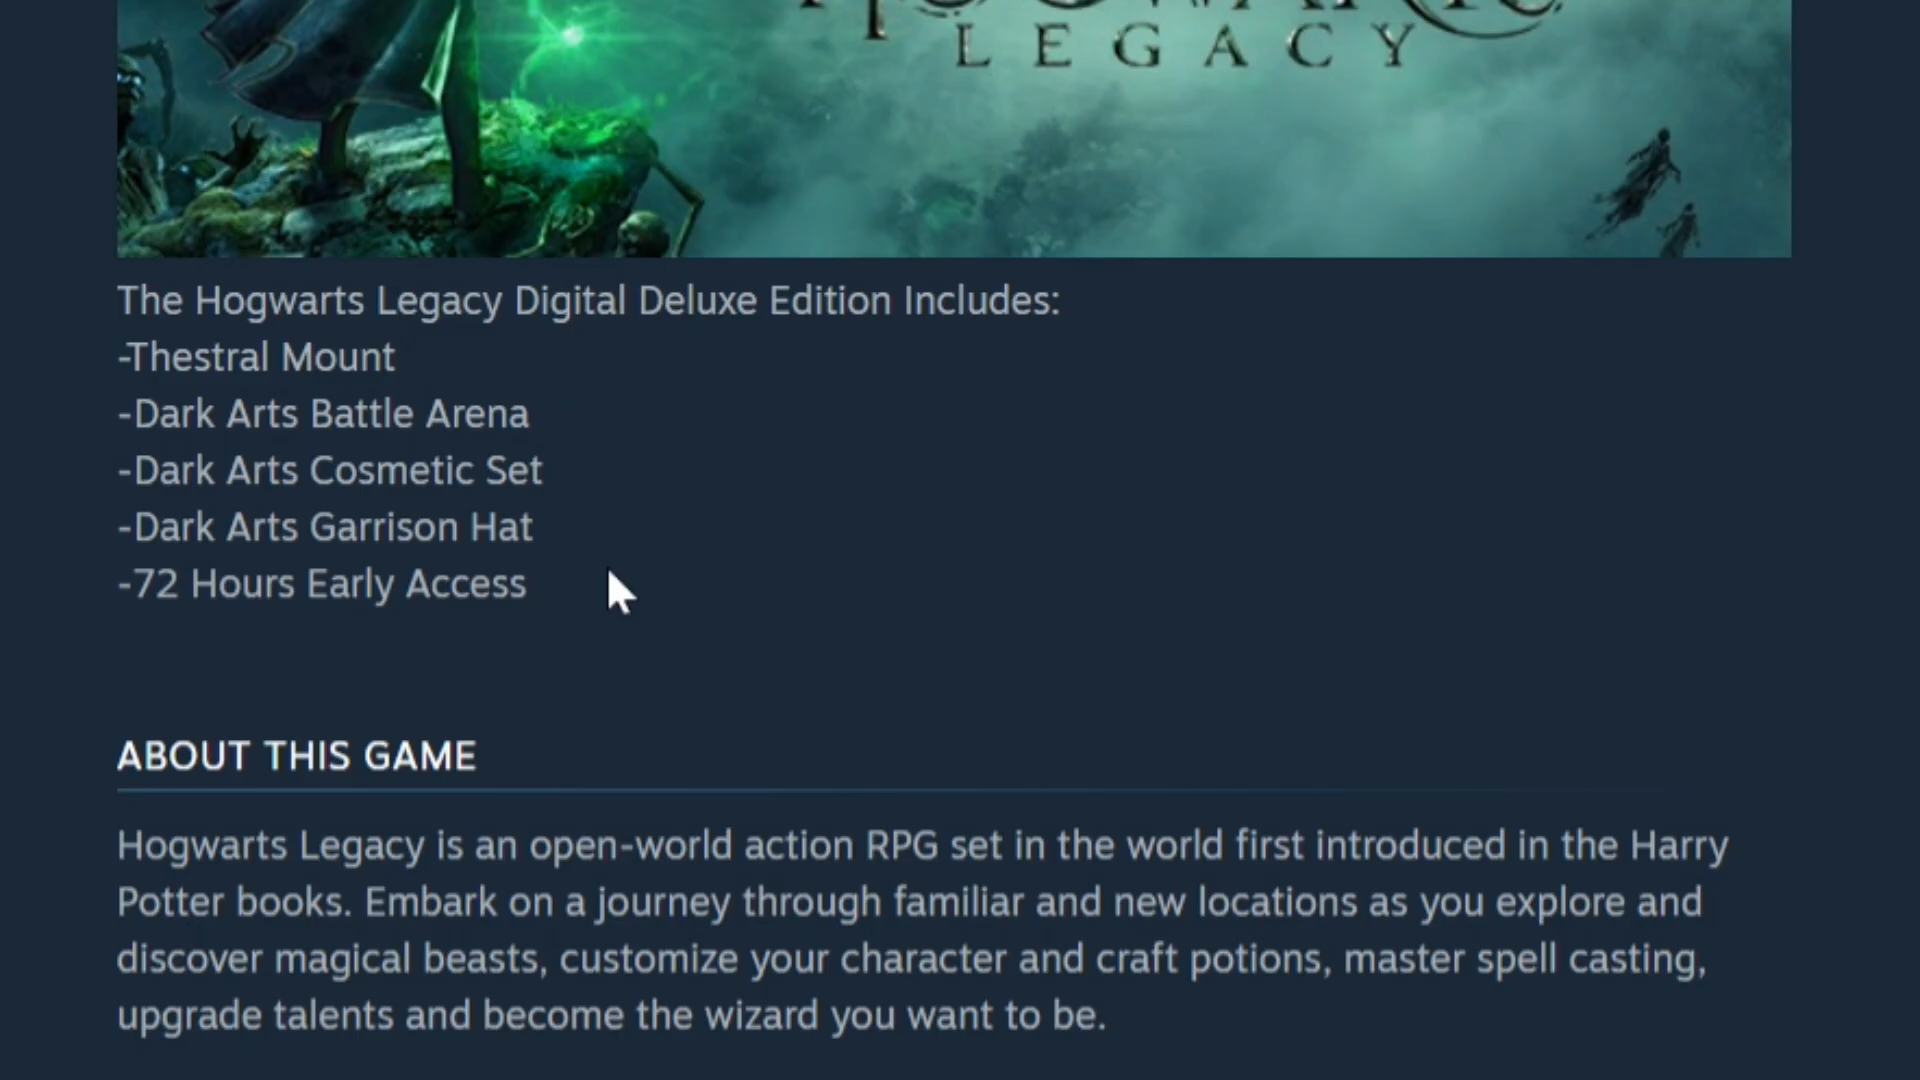 LEGACY
The Hogwarts Legacy Digital Deluxe Edition Includes:
-Thestral Mount
-Dark Arts Battle Arena
-Dark Arts Cosmetic Set
-Dark Arts Garrison Hat
-72 Hours Early Access
ABOUT THIS GAME
Hogwarts Legacy is an open-world action RPG set in the world first introduced in the Harry
Potter books. Embark on a journey through familiar and new locations as you explore and
discover magical beasts, customize your character and craft potions, master spell casting,
upgrade talents and become the wizard you want to be.